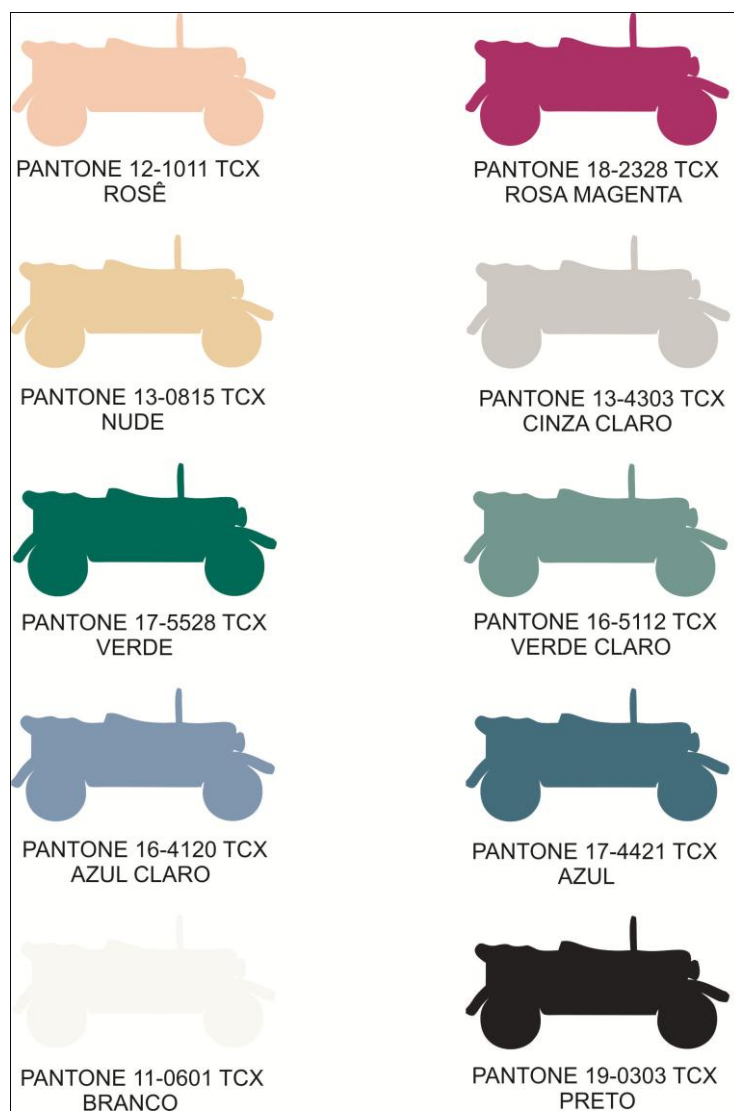 PANTONE 12-1011 TCX
ROSÊ
PANTONE 18-2328 TCX
ROSA MAGENTA
PANTONE 13-0815 TCX
NUDE
PANTONE 13-4303 TCX
CINZA CLARO
PANTONE 17-5528 TCX
VERDE
PANTONE 16-5112 TCX
VERDE CLARO
PANTONE 16-4120 TCX
AZUL CLARO
PANTONE 17-4421 TCX
AZUL
PANTONE 11-0601 TCX
BRANCO
PANTONE 19-0303 TCX
PRETO